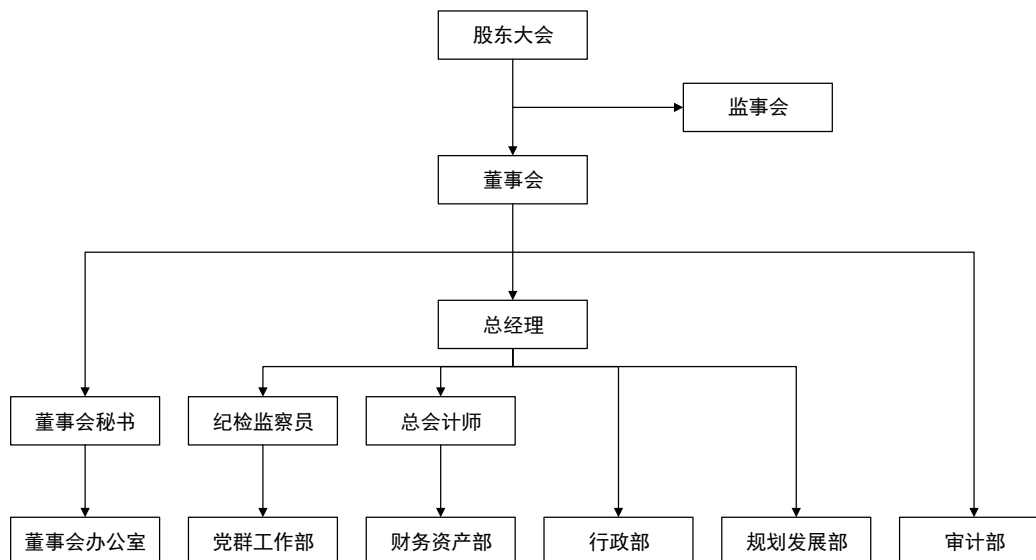 股东大会
监事会
董事会
总经理
董事会秘书
纪检监察员
总会计师
董事会办公室
党群工作部
财务资产部
行政部
规划发展部
审计部